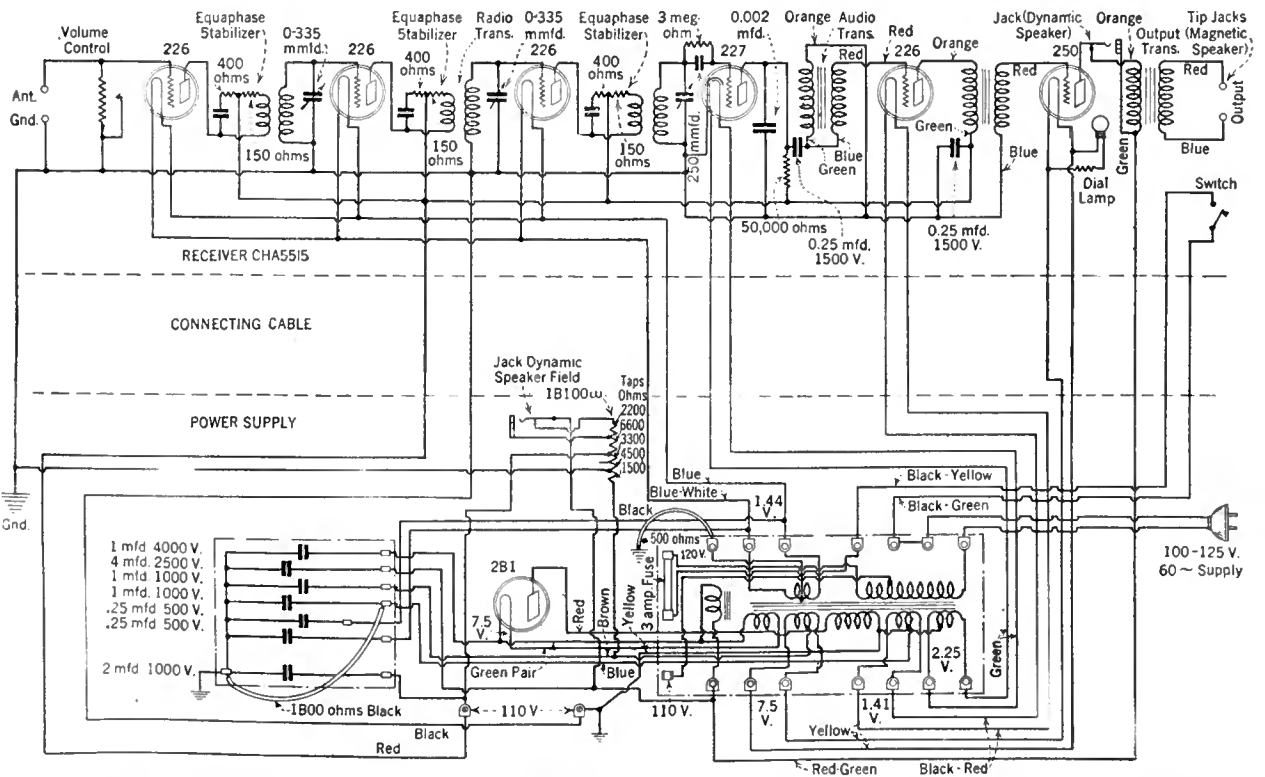 Volume
Control
226
Equaphase
Stabilizer
400
ohms
150 ohms
0-335
mmfd.
226
Equaphase
Stabilizer
400
ohms
150
ohms
Radio
Trans.
0-335
mmfd.
226
Equaphase
Stabilizer
400
ohms
150
ohms
3 meg.
ohm
250 mmfd.
227
0.002
mfd.
Orange
Audio
Trans.
Red
Blue
Green
50,000 ohms
0.25 mfd.
1500 V.
Red
226
Orange
Green
0.25 mfd.
1500 V.
Red
Blue
Jack (Dynamic
Speaker)
250
Orange
Output
Trans.
Green
Tip Jacks
(Magnetic
Speaker)
Red
Blue
Output
Dial
Lamp
Switch
Ant.
Gnd.
RECEIVER CHA5515
CONNECTING CABLE
POWER SUPPLY
Jack Dynamic
Speaker Field
1B100ω
Taps
Ohms
2200
6600
3300
4500
1500
Gnd.
Blue
Blue-White
Black
1.44
V.
Black-Yellow
Black-Green
100-125 V.
60 ~ Supply
1 mfd 4000 V.
4 mfd. 2500 V.
1 mfd. 1000 V.
1 mfd. 1000 V.
.25 mfd 500 V.
.25 mfd 500 V.
2 mfd 1000 V.
2B1
7.5
V.
Red
Brown
Yellow
Green Pair
Blue
500 ohms
120V.
3 amp. Fuse
2.25
V.
Green
1B00 ohms Black
110 V
Black
Red
110 V.
7.5
V.
1.41
V.
Yellow
Red-Green
Black-Red